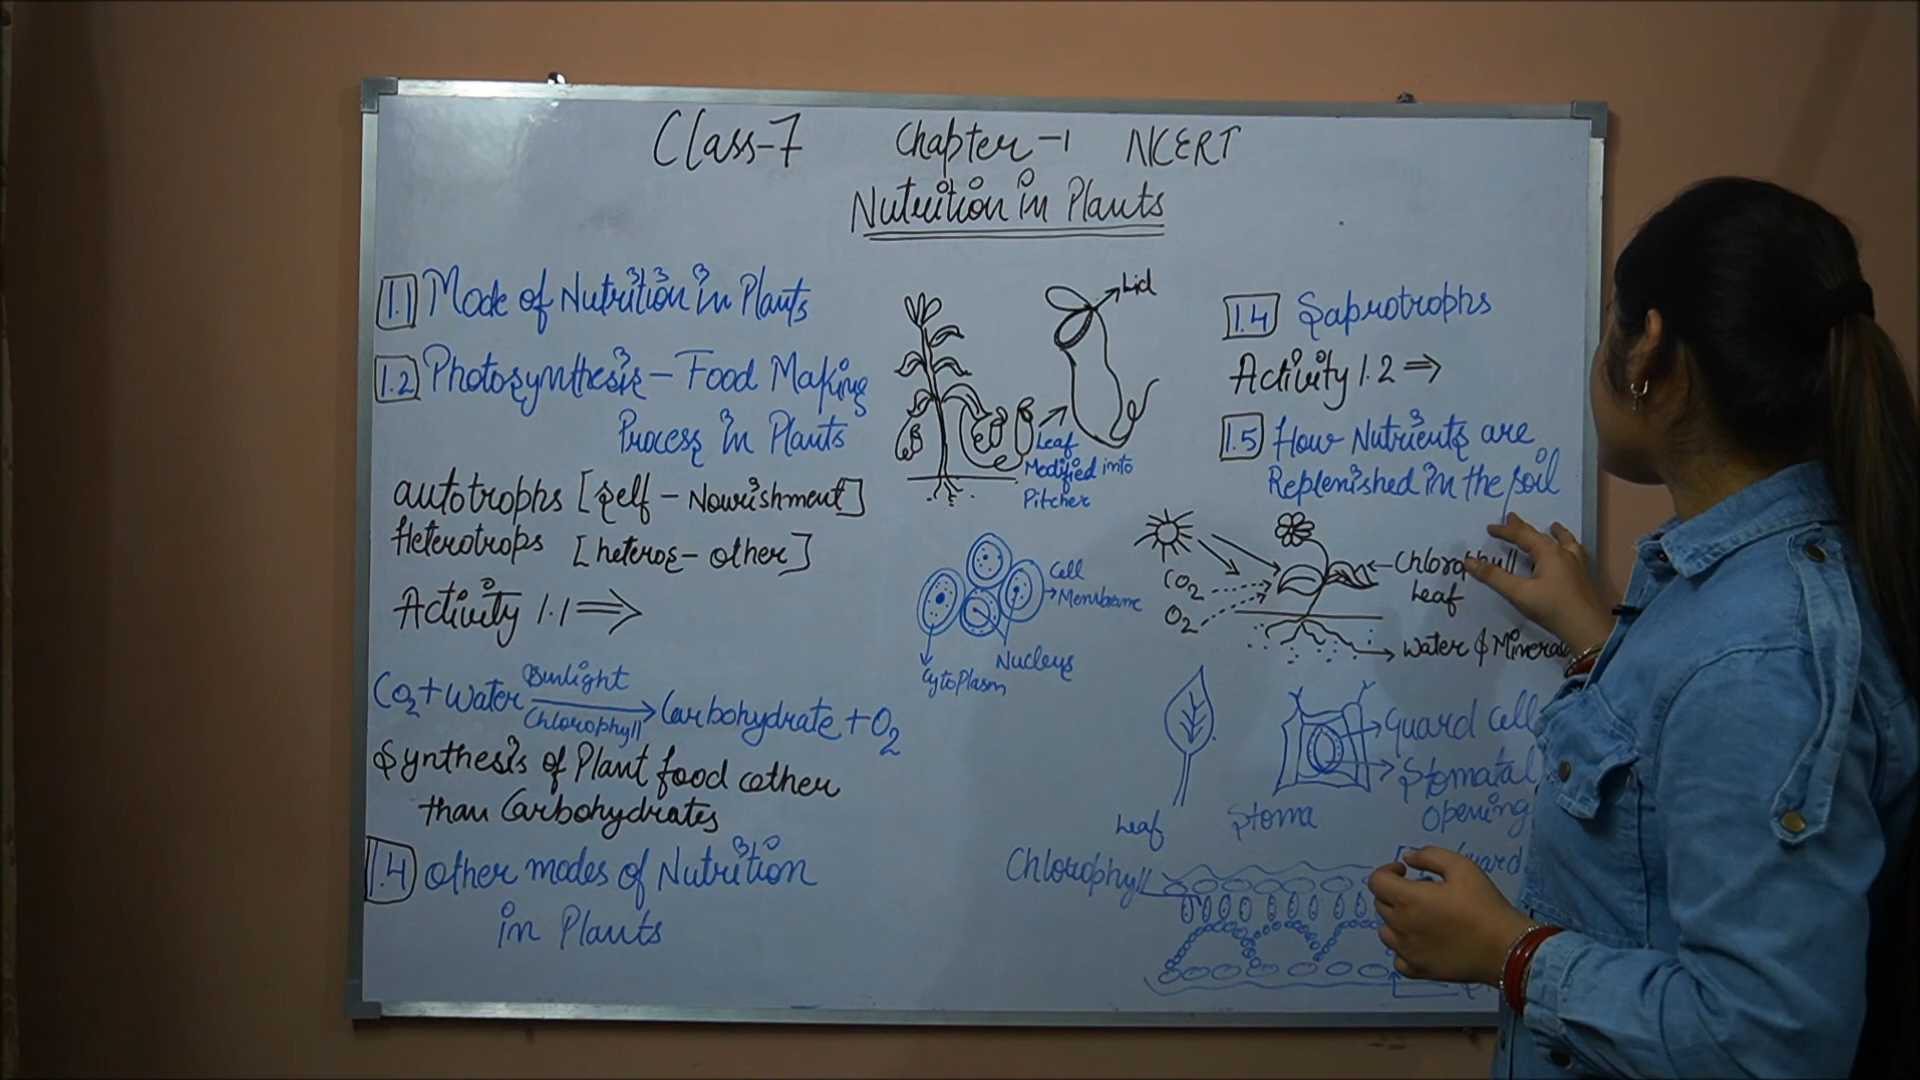 Class-7 Chapter-1 NCERT
Nutrition in Plants
1.1 Mode of Nutrition in Plants
1.2 Photosynthesis - Food Making
Process in Plants
autotrophs [self - Nourishment]
Heterotrops [heteros - other]
Activity 1.1 ⇒
CO2 + Water Sunlight Chlorophyll → Carbohydrate + O2
Synthesis of Plant food other
than Carbohydrates
1.4 other modes of Nutrition
in Plants
Lid
Leaf
Modified into
Pitcher
Cell
Membrane
Nucleus
CytoPlasm
1.4 Saprotrophs
Activity 1.2 ⇒
1.5 How Nutrients are
Replenished in the soil
CO2
O2
Chlorophyll
Leaf
Water &
Guard Cell
Stomatal
Opening
Leaf
Stoma
Chlorophyll